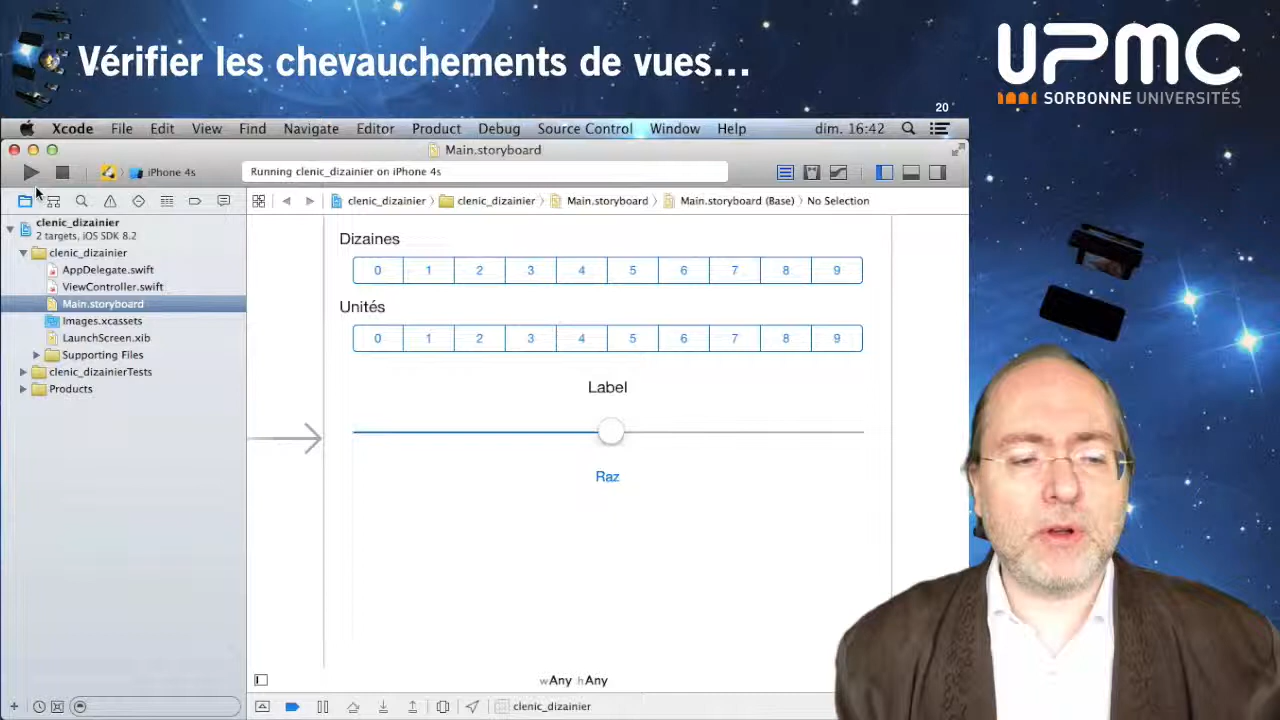 Vérifier les chevauchements de vues...
UPMC
SORBONNE UNIVERSITÉS
20
Xcode File Edit View Find Navigate Editor Product Debug Source Control Window Help dim. 16:42
Main.storyboard
iPhone 4s
Running clenic_dizainier on iPhone 4s
clenic_dizainier
2 targets, iOS SDK 8.2
clenic_dizainier
AppDelegate.swift
ViewController.swift
Main.storyboard
Images.xcassets
LaunchScreen.xib
Supporting Files
clenic_dizainierTests
Products
clenic_dizainier
clenic_dizainier
Main.storyboard
Main.storyboard (Base)
No Selection
Dizaines
0 1 2 3 4 5 6 7 8 9
Unités
0 1 2 3 4 5 6 7 8 9
Label
Raz
wAny hAny
clenic_dizainier